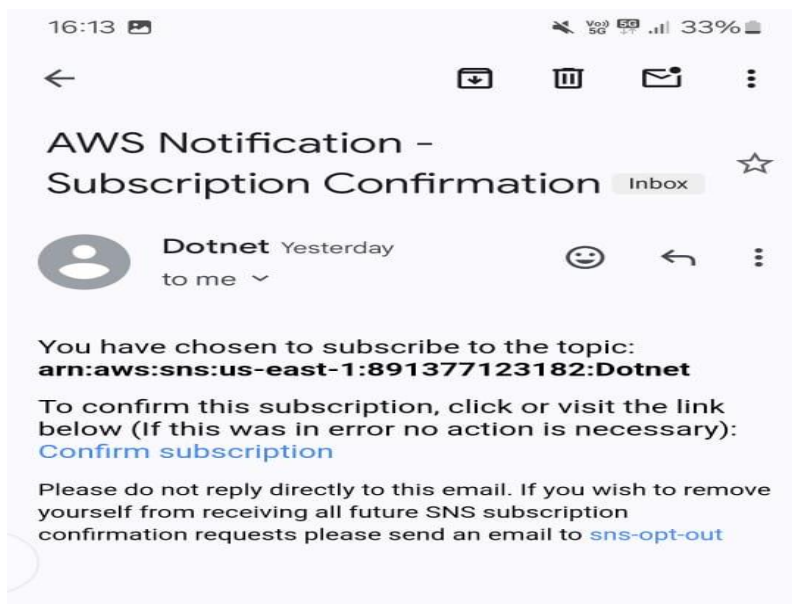 16:13 Vo)) 5G 5G 33%
AWS Notification -
Subscription Confirmation Inbox
Dotnet Yesterday
to me
You have chosen to subscribe to the topic:
arn:aws:sns:us-east-1:891377123182:Dotnet
To confirm this subscription, click or visit the link
below (If this was in error no action is necessary):
Confirm subscription
Please do not reply directly to this email. If you wish to remove
yourself from receiving all future SNS subscription
confirmation requests please send an email to sns-opt-out